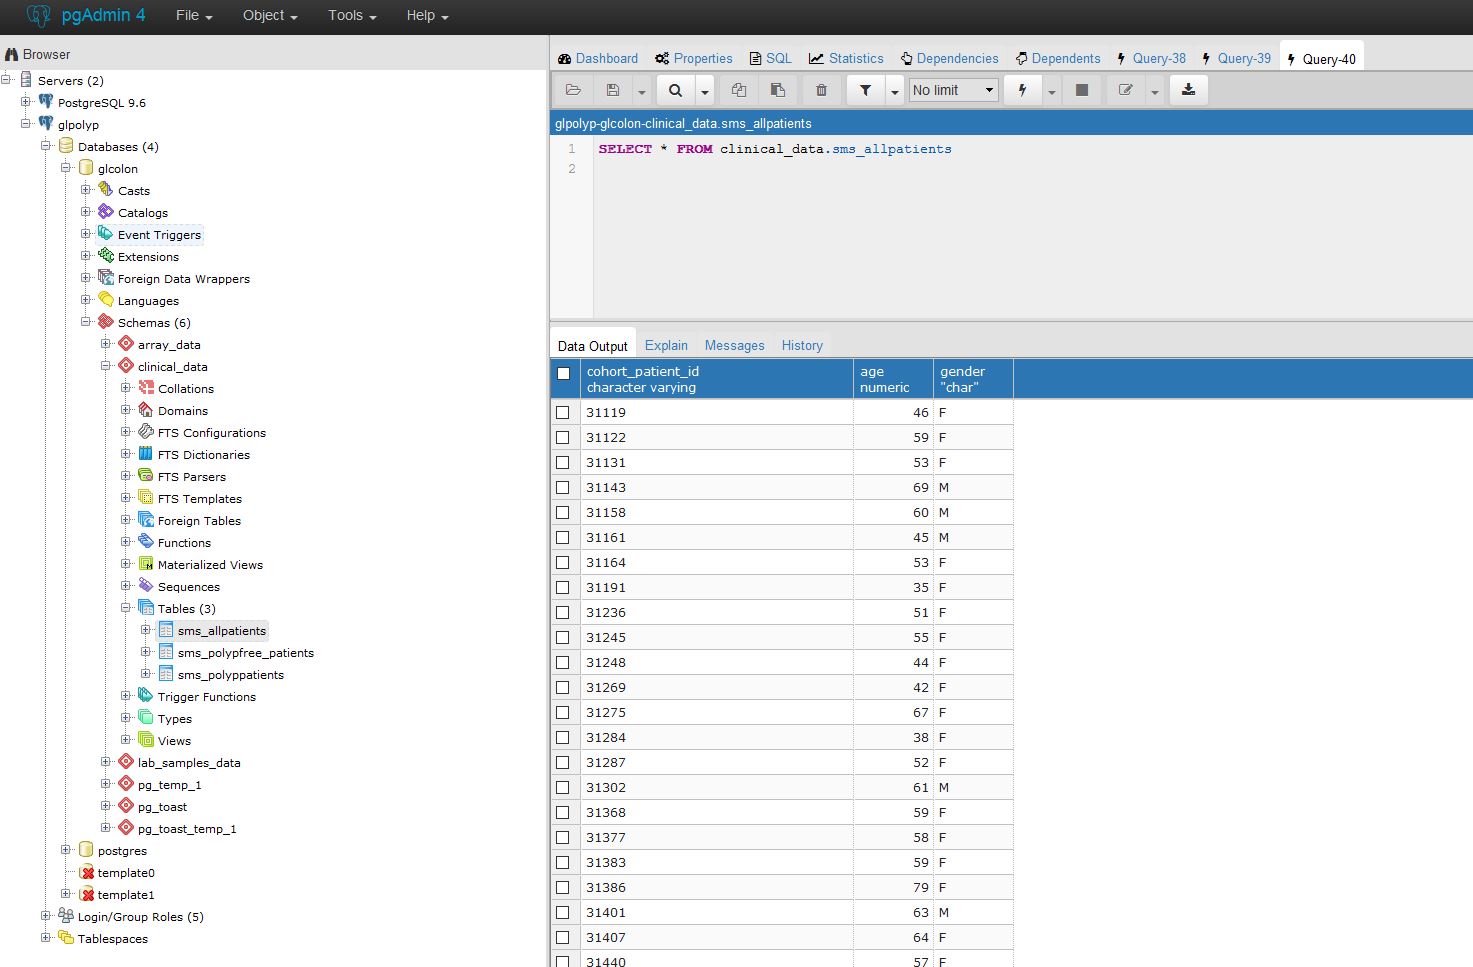 pgAdmin 4 File Object Tools Help
Browser
Servers (2)
PostgreSQL 9.6
glpolyp
Databases (4)
glcolon
Casts
Catalogs
Event Triggers
Extensions
Foreign Data Wrappers
Languages
Schemas (6)
array_data
clinical_data
Collations
Domains
FTS Configurations
FTS Dictionaries
FTS Parsers
FTS Templates
Foreign Tables
Functions
Materialized Views
Sequences
Tables (3)
sms_allpatients
sms_polypfree_patients
sms_polyppatients
Trigger Functions
Types
Views
lab_samples_data
pg_temp_1
pg_toast
pg_toast_temp_1
postgres
template0
template1
Login/Group Roles (5)
Tablespaces
Dashboard Properties SQL Statistics Dependencies Dependents Query-38 Query-39 Query-40
No limit
glpolyp-glcolon-clinical_data.sms_allpatients
1 SELECT * FROM clinical_data.sms_allpatients
2
Data Output Explain Messages History
cohort_patient_id age gender
character varying numeric "char"
31119 46 F
31122 59 F
31131 53 F
31143 69 M
31158 60 M
31161 45 M
31164 53 F
31191 35 F
31236 51 F
31245 55 F
31248 44 F
31269 42 F
31275 67 F
31284 38 F
31287 52 F
31302 61 M
31368 59 F
31377 58 F
31383 59 F
31386 79 F
31401 63 M
31407 64 F
31440 57 F